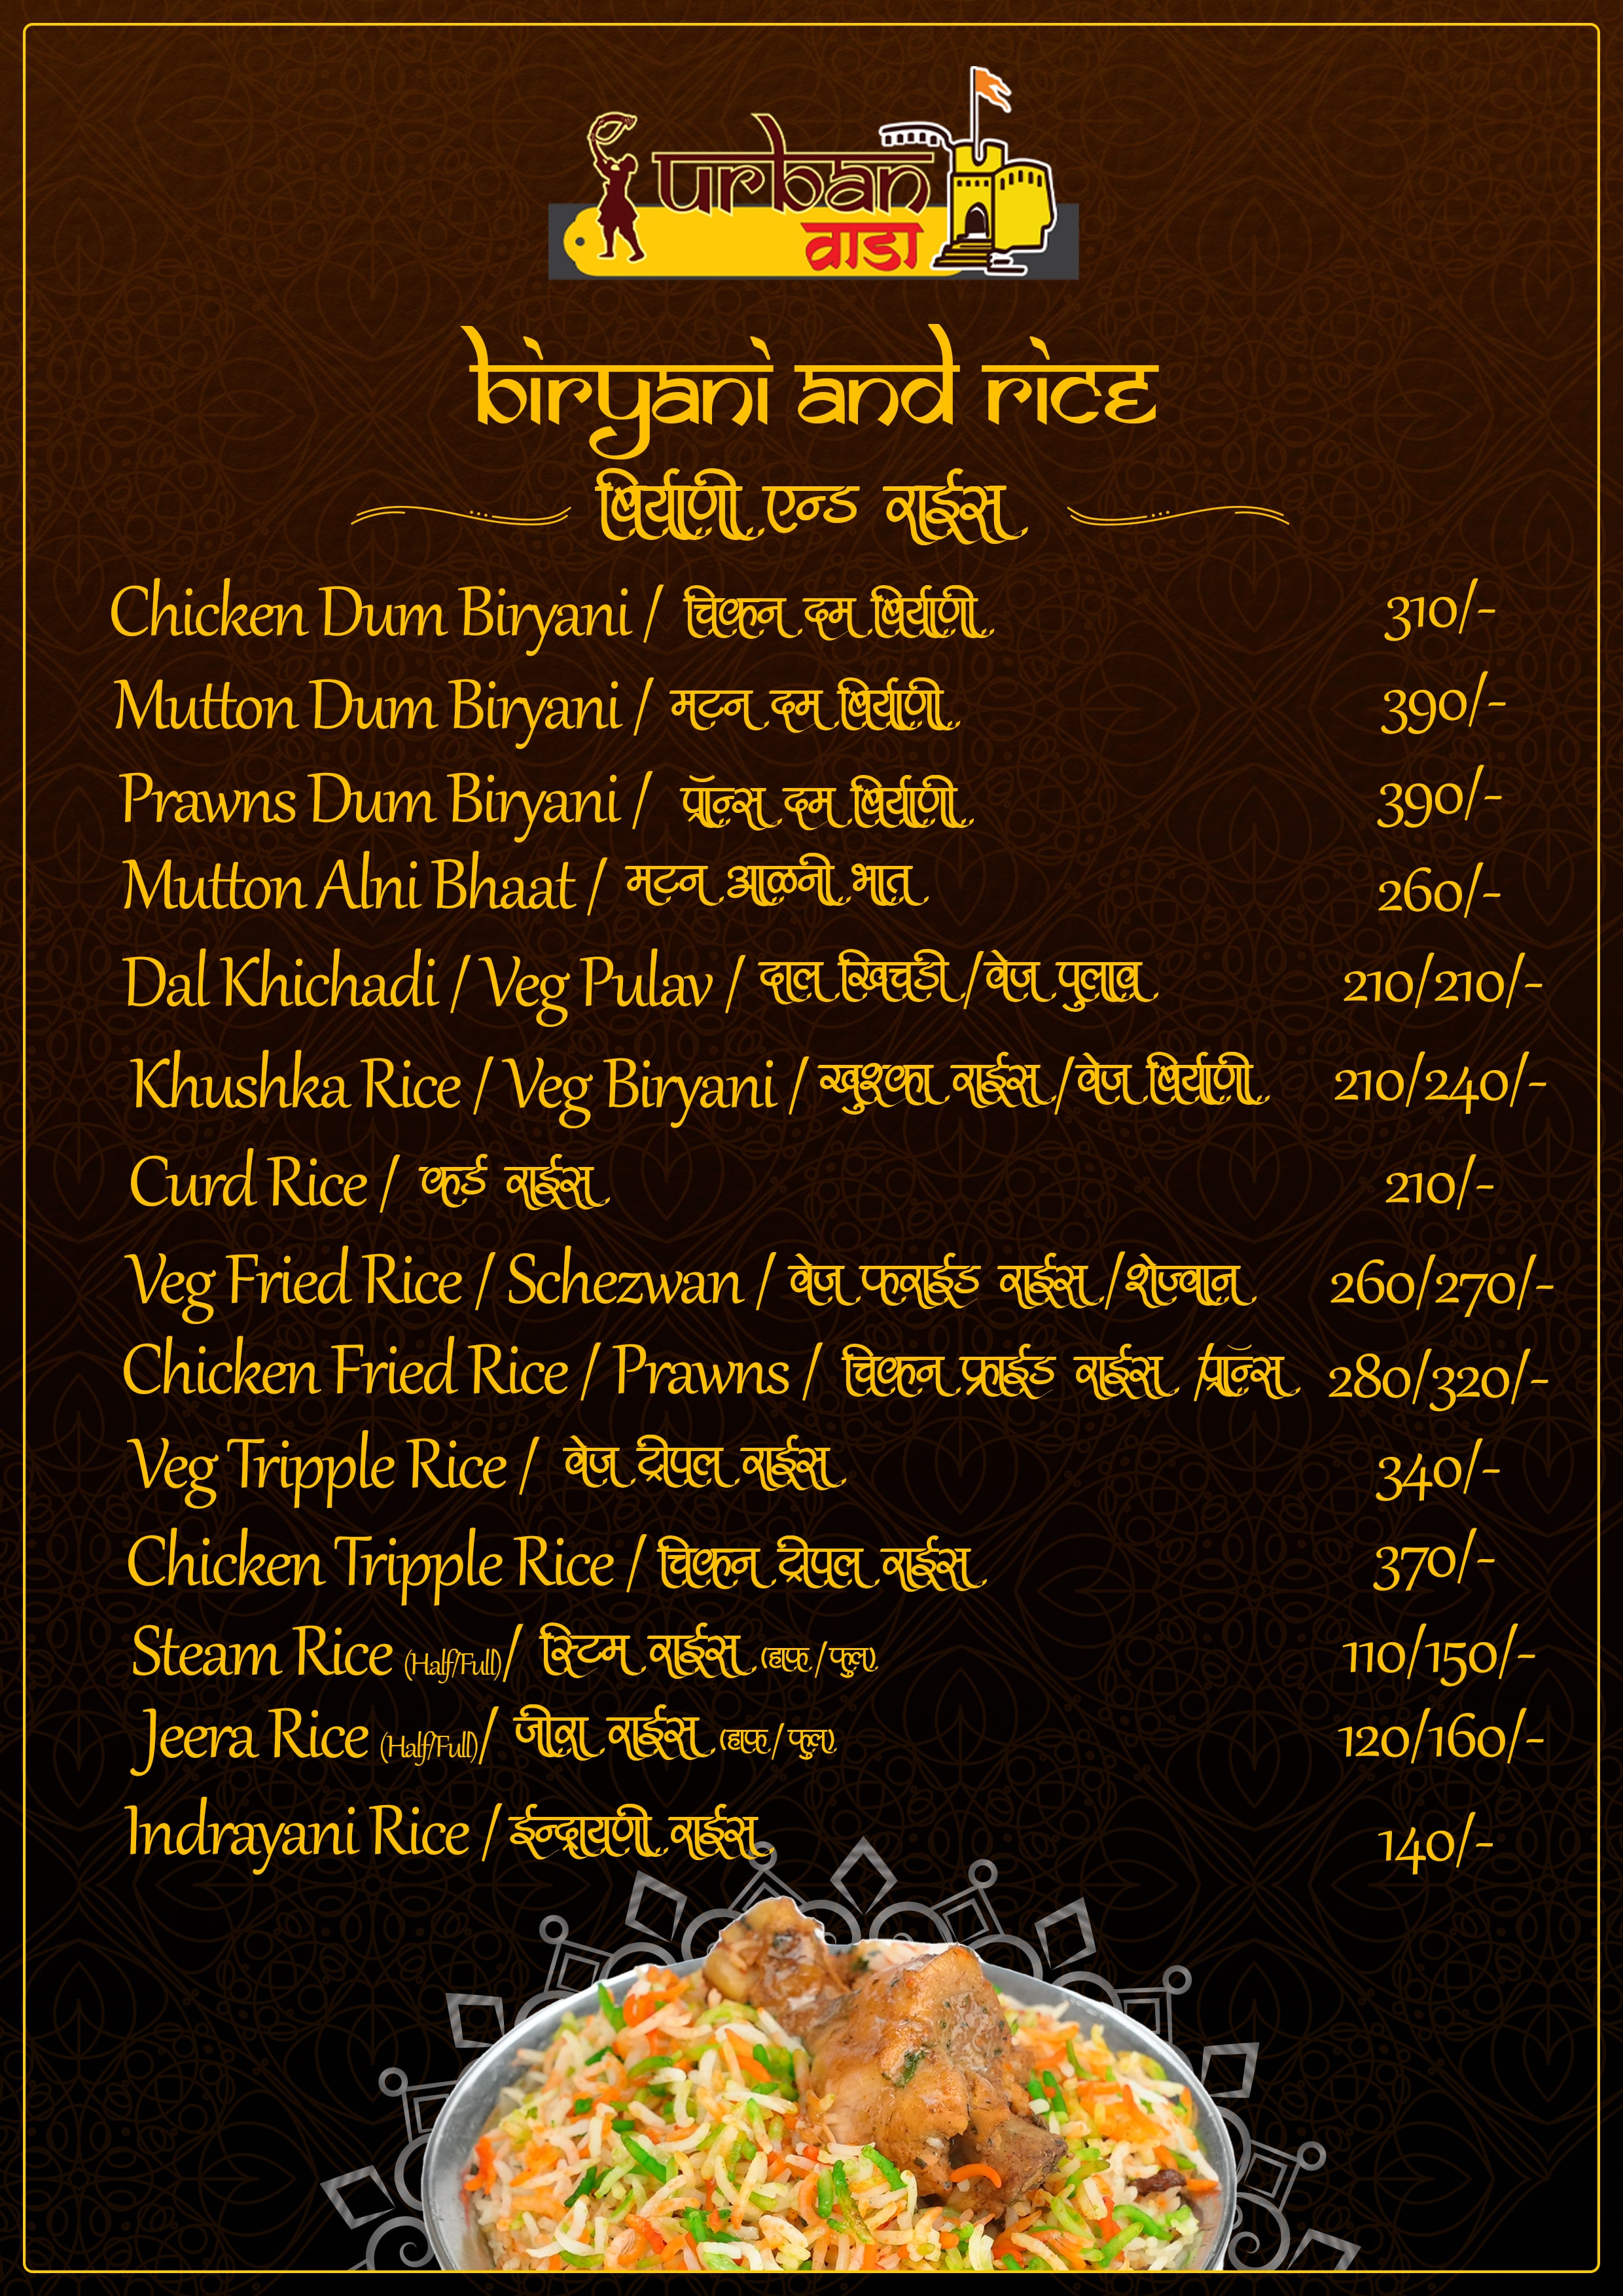 urban
वाडा
Biryani and Rice
बिर्याणी एन्ड राईस
Chicken Dum Biryani / चिकन दम बिर्याणी 310/-
Mutton Dum Biryani / मटन दम बिर्याणी 390/-
Prawns Dum Biryani / प्रॉन्स दम बिर्याणी 390/-
Mutton Alni Bhaat / मटन आळनी भात 260/-
Dal Khichadi / Veg Pulav / दाल खिचडी / वेज पुलाव 210/210/-
Khushka Rice / Veg Biryani / खुश्का राईस / वेज बिर्याणी 210/240/-
Curd Rice / कर्ड राईस 210/-
Veg Fried Rice / Schezwan / वेज फराईड राईस / शेज्वान 260/270/-
Chicken Fried Rice / Prawns / चिकन फ्राईड राईस /प्रॉन्स 280/320/-
Veg Tripple Rice / वेज ट्रीपल राईस 340/-
Chicken Tripple Rice / चिकन ट्रीपल राईस 370/-
Steam Rice (Half/Full) / स्टिम राईस (हाफ / फुल) 110/150/-
Jeera Rice (Half/Full) / जीरा राईस (हाफ / फुल) 120/160/-
Indrayani Rice / ईन्द्रायणी राईस 140/-